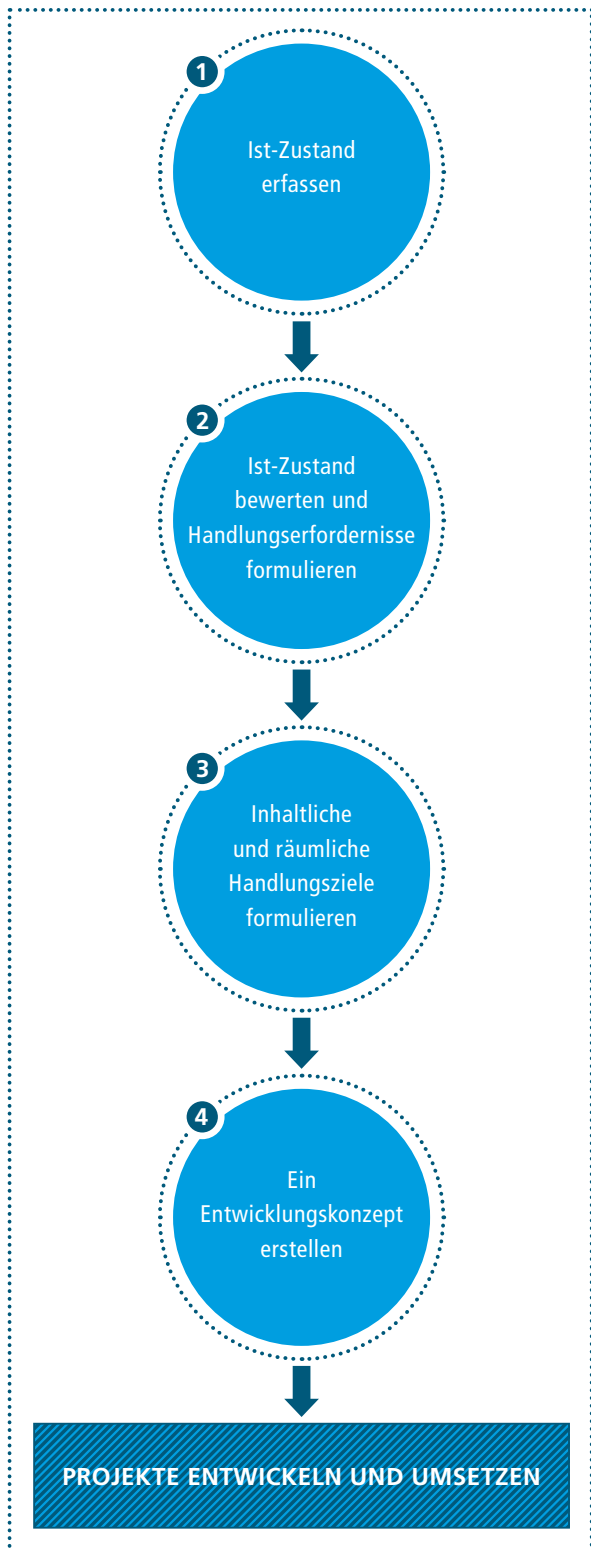 1
Ist-Zustand
erfassen
2
Ist-Zustand
bewerten und
Handlungserfordernisse
formulieren
3
Inhaltliche
und räumliche
Handlungsziele
formulieren
4
Ein
Entwicklungskonzept
erstellen
PROJEKTE ENTWICKELN UND UMSETZEN